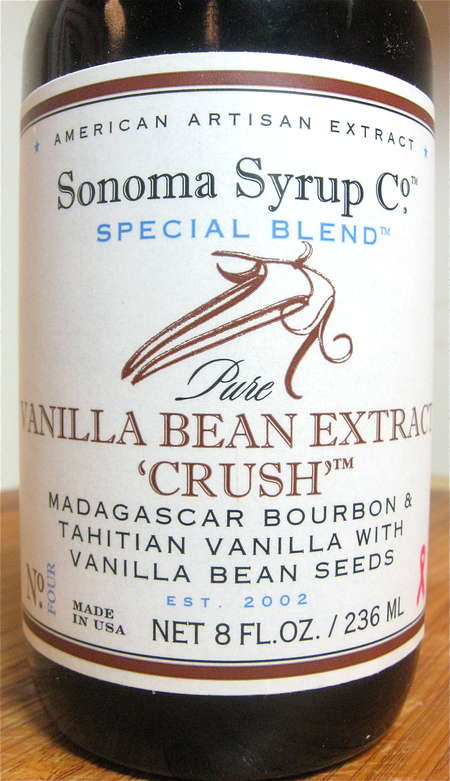 AMERICAN ARTISAN EXTRACT
Sonoma Syrup Co.™
SPECIAL BLEND™
Pure
VANILLA BEAN EXTRACT
‘CRUSH’™
MADAGASCAR BOURBON &
TAHITIAN VANILLA WITH
VANILLA BEAN SEEDS
EST. 2002
No. FOUR
MADE
IN USA
NET 8 FL.OZ. / 236 ML